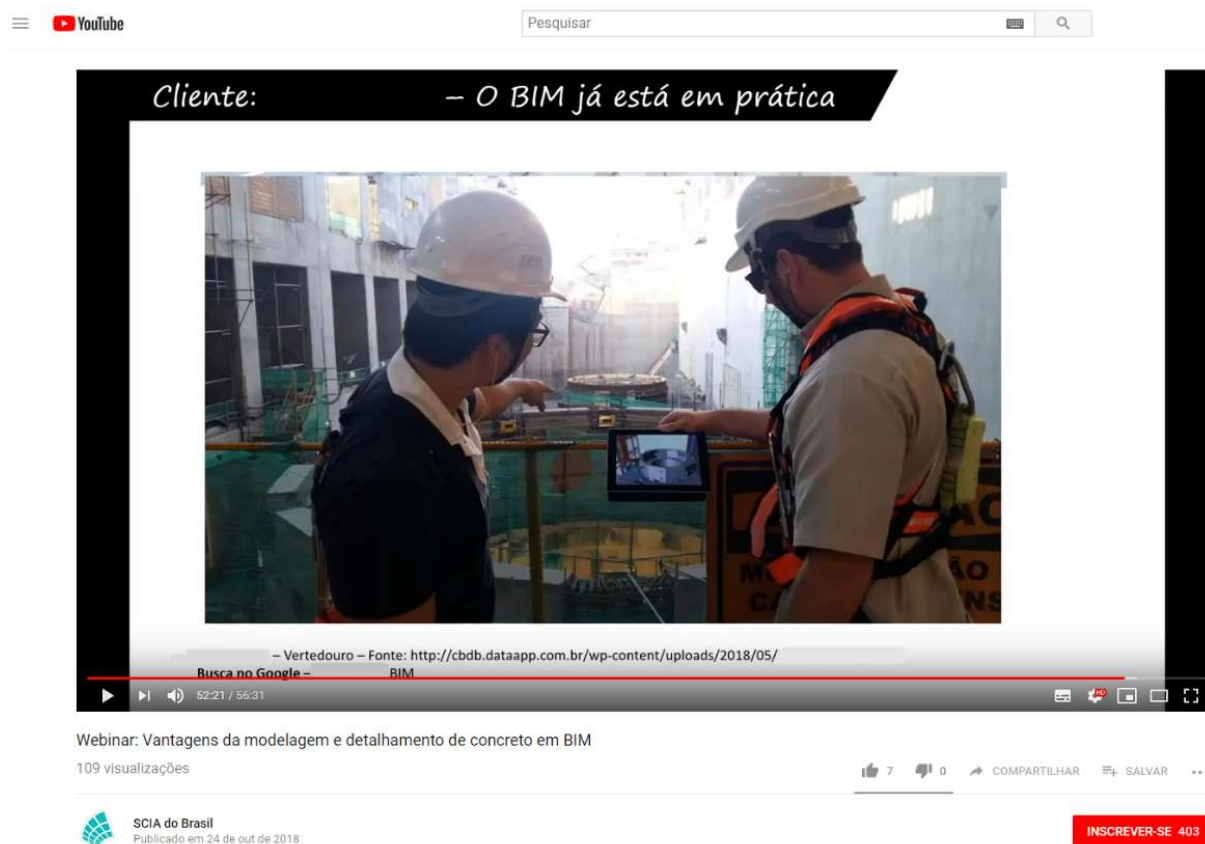 YouTube
Pesquisar
Cliente: – O BIM já está em prática
– Vertedouro – Fonte: http://cbdb.dataapp.com.br/wp-content/uploads/2018/05/
Busca no Google – BIM
52:21 / 56:31
HD
Webinar: Vantagens da modelagem e detalhamento de concreto em BIM
109 visualizações
7 0 COMPARTILHAR SALVAR
SCIA do Brasil
Publicado em 24 de out de 2018
INSCREVER-SE 403